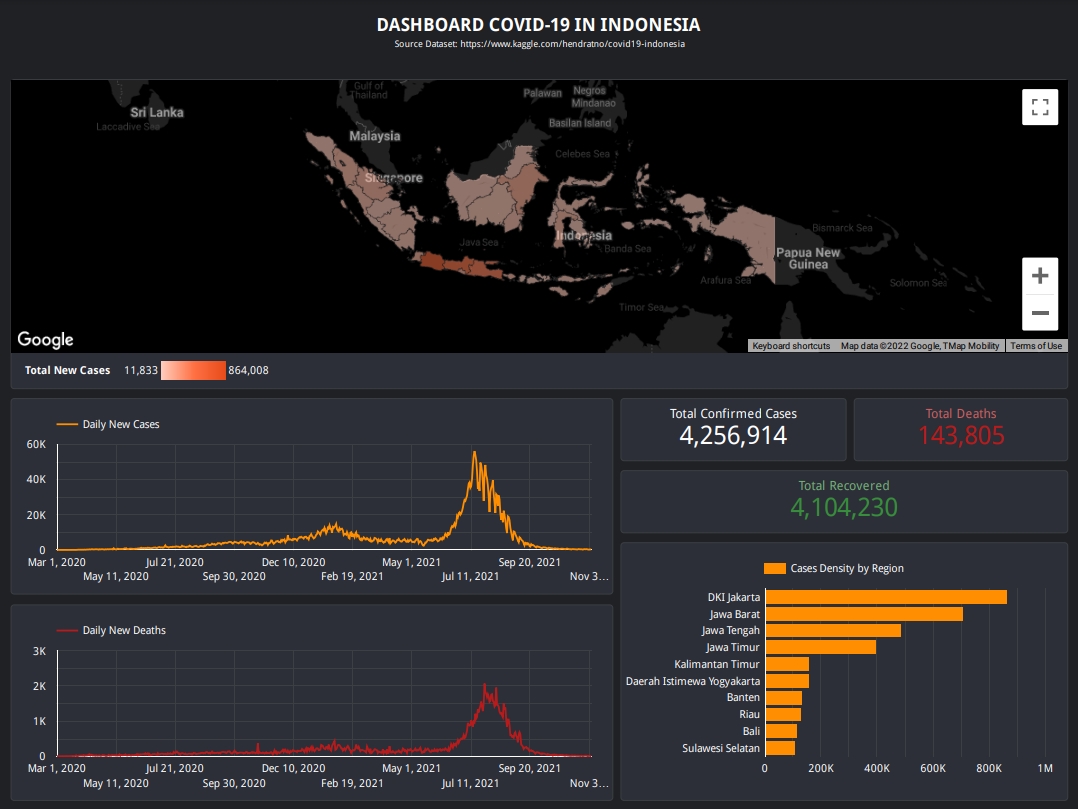 DASHBOARD COVID-19 IN INDONESIA
Source Dataset: https://www.kaggle.com/hendratno/covid19-indonesia
Gulf of
Thailand
Palawan
Negros
Mindanao
Sri Lanka
Laccadive Sea
Basilan Island
Malaysia
Celebes Sea
Singapore
Bismarck Sea
Indonesia
Java Sea
Banda Sea
Papua New
Guinea
Arafura Sea
Solomon Sea
Timor Sea
Google
Keyboard shortcuts
Map data ©2022 Google, TMap Mobility
Terms of Use
Total New Cases 11,833 864,008
Daily New Cases
60K
40K
20K
0
Mar 1, 2020 Jul 21, 2020 Dec 10, 2020 May 1, 2021 Sep 20, 2021
May 11, 2020 Sep 30, 2020 Feb 19, 2021 Jul 11, 2021 Nov 3...
Daily New Deaths
3K
2K
1K
0
Mar 1, 2020 Jul 21, 2020 Dec 10, 2020 May 1, 2021 Sep 20, 2021
May 11, 2020 Sep 30, 2020 Feb 19, 2021 Jul 11, 2021 Nov 3...
Total Confirmed Cases
4,256,914
Total Deaths
143,805
Total Recovered
4,104,230
Cases Density by Region
DKI Jakarta
Jawa Barat
Jawa Tengah
Jawa Timur
Kalimantan Timur
Daerah Istimewa Yogyakarta
Banten
Riau
Bali
Sulawesi Selatan
0 200K 400K 600K 800K 1M